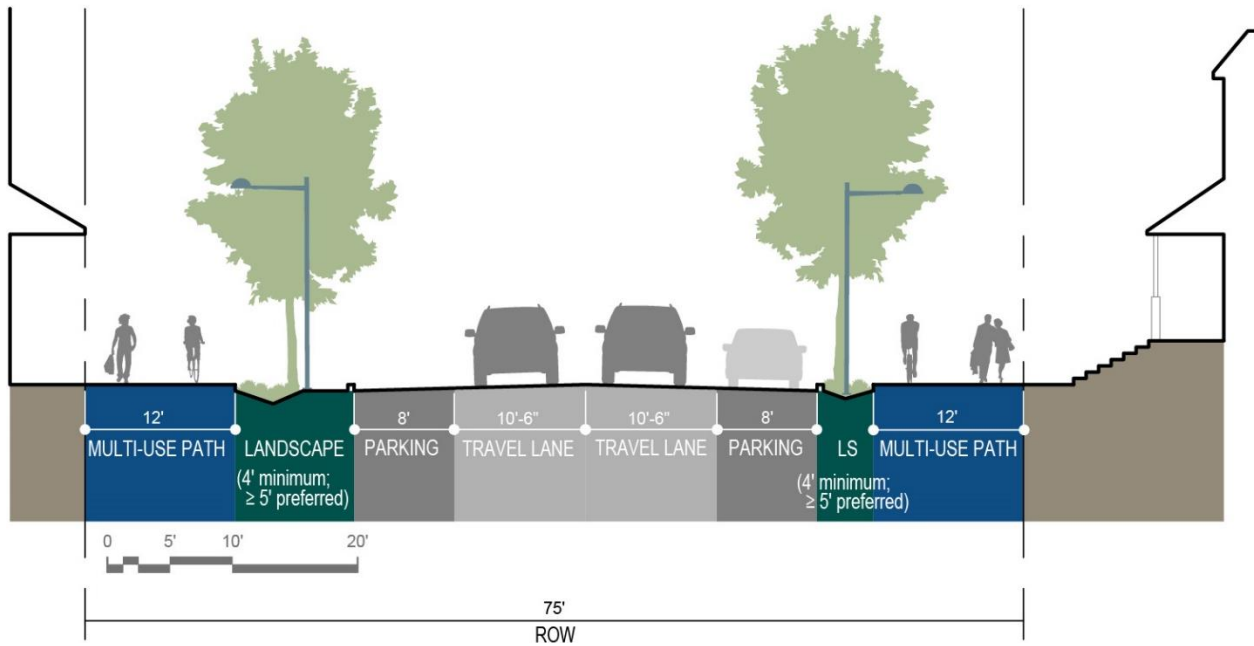 12'
MULTI-USE PATH
LANDSCAPE
(4' minimum;
≥ 5' preferred)
8'
PARKING
10'-6"
TRAVEL LANE
10'-6"
TRAVEL LANE
8'
PARKING
LS
(4' minimum;
≥ 5' preferred)
12'
MULTI-USE PATH
0 5' 10' 20'
75'
ROW